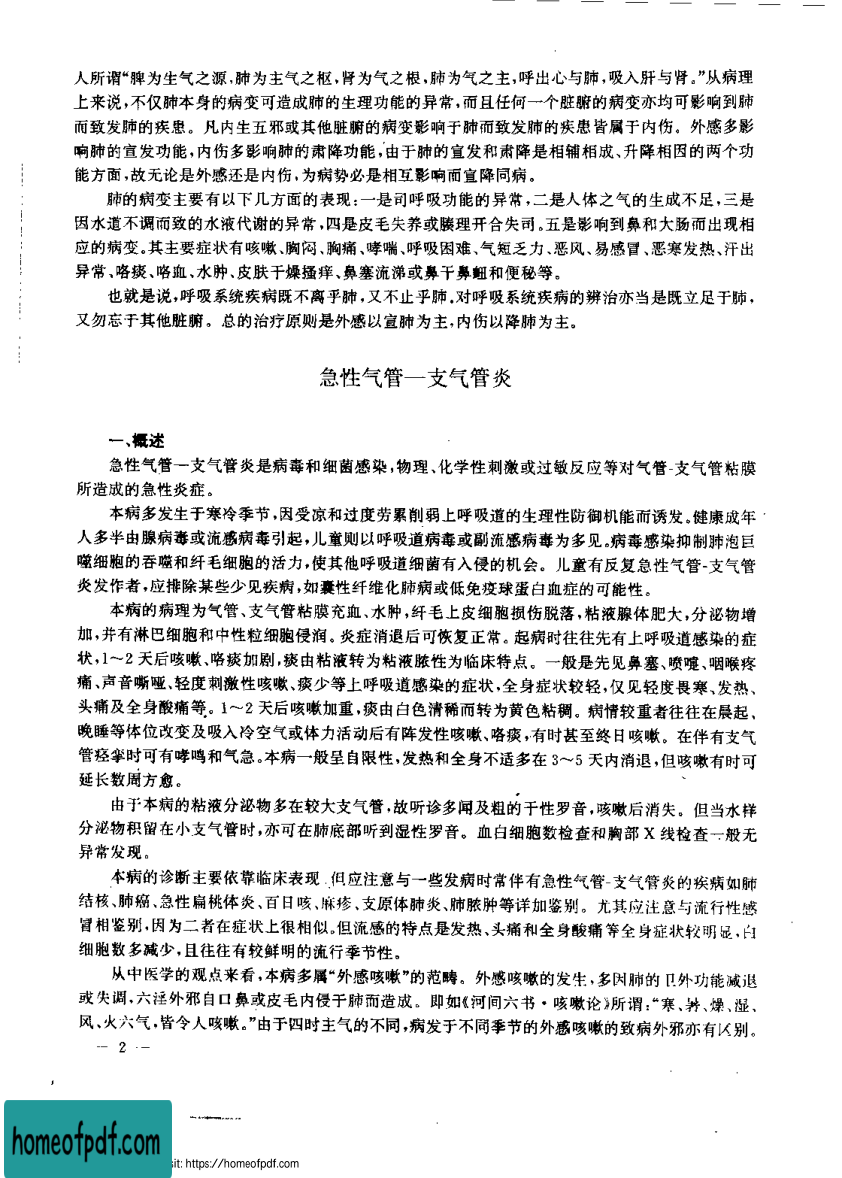 人所谓“脾为生气之源,肺为主气之枢,肾为气之根,肺为气之主,呼出心与肺,吸入肝与肾。”从病理
上来说,不仅肺本身的病变可造成肺的生理功能的异常,而且任何一个脏腑的病变亦均可影响到肺
而致发肺的疾患。凡内生五邪或其他脏腑的病变影响于肺而致发肺的疾患皆属于内伤。外感多影
响肺的宣发功能,内伤多影响肺的肃降功能,由于肺的宣发和肃降是相辅相成、升降相因的两个功
能方面,故无论是外感还是内伤,为病势必是相互影响而宣降同病。
肺的病变主要有以下几方面的表现:一是司呼吸功能的异常,二是人体之气的生成不足,三是
因水道不调而致的水液代谢的异常,四是皮毛失养或腠理开合失司。五是影响到鼻和大肠而出现相
应的病变。其主要症状有咳嗽、胸闷、胸痛、哮喘、呼吸困难、气短乏力、恶风、易感冒、恶寒发热、汗出
异常、咯痰、咯血、水肿、皮肤干燥搔痒、鼻塞流涕或鼻干鼻衄和便秘等。
也就是说,呼吸系统疾病既不离乎肺,又不止乎肺,对呼吸系统疾病的辨治亦当是既立足于肺,
又勿忘于其他脏腑。总的治疗原则是外感以宣肺为主,内伤以降肺为主。
急性气管—支气管炎
一、概述
急性气管—支气管炎是病毒和细菌感染,物理、化学性刺激或过敏反应等对气管-支气管粘膜
所造成的急性炎症。
本病多发生于寒冷季节,因受凉和过度劳累削弱上呼吸道的生理性防御机能而诱发。健康成年
人多半由腺病毒或流感病毒引起,儿童则以呼吸道病毒或副流感病毒为多见。病毒感染抑制肺泡巨
噬细胞的吞噬和纤毛细胞的活力,使其他呼吸道细菌有入侵的机会。儿童有反复急性气管-支气管
炎发作者,应排除某些少见疾病,如囊性纤维化肺病或低免疫球蛋白血症的可能性。
本病的病理为气管、支气管粘膜充血、水肿,纤毛上皮细胞损伤脱落,粘液腺体肥大,分泌物增
加,并有淋巴细胞和中性粒细胞侵润。炎症消退后可恢复正常。起病时往往先有上呼吸道感染的症
状,1～2天后咳嗽、咯痰加剧,痰由粘液转为粘液脓性为临床特点。一般是先见鼻塞、喷嚏、咽喉疼
痛、声音嘶哑、轻度刺激性咳嗽、痰少等上呼吸道感染的症状,全身症状较轻,仅见轻度畏寒、发热、
头痛及全身酸痛等。1～2天后咳嗽加重,痰由白色清稀而转为黄色粘稠。病情较重者往往在晨起、
晚睡等体位改变及吸入冷空气或体力活动后有阵发性咳嗽、咯痰,有时甚至终日咳嗽。在伴有支气
管痉挛时可有哮鸣和气急。本病一般呈自限性,发热和全身不适多在3～5天内消退,但咳嗽有时可
延长数周方愈。
由于本病的粘液分泌物多在较大支气管,故听诊多闻及粗的干性罗音,咳嗽后消失。但当水样
分泌物积留在小支气管时,亦可在肺底部听到湿性罗音。血白细胞数检查和胸部X线检查一般无
异常发现。
本病的诊断主要依靠临床表现,但应注意与一些发病时常伴有急性气管-支气管炎的疾病如肺
结核、肺癌、急性扁桃体炎、百日咳、麻疹、支原体肺炎、肺脓肿等详加鉴别。尤其应注意与流行性感
冒相鉴别,因为二者在症状上很相似。但流感的特点是发热、头痛和全身酸痛等全身症状较明显,白
细胞数多减少,且往往有较鲜明的流行季节性。
从中医学的观点来看,本病多属“外感咳嗽”的范畴。外感咳嗽的发生,多因肺的卫外功能减退
或失调,六淫外邪自口鼻或皮毛内侵于肺而造成。即如《河间六书·咳嗽论》所谓:“寒、暑、燥、湿、
风、火六气,皆令人咳嗽。”由于四时主气的不同,病发于不同季节的外感咳嗽的致病外邪亦有区别。
— 2 —
homeofpdf.com
sit: https://homeofpdf.com